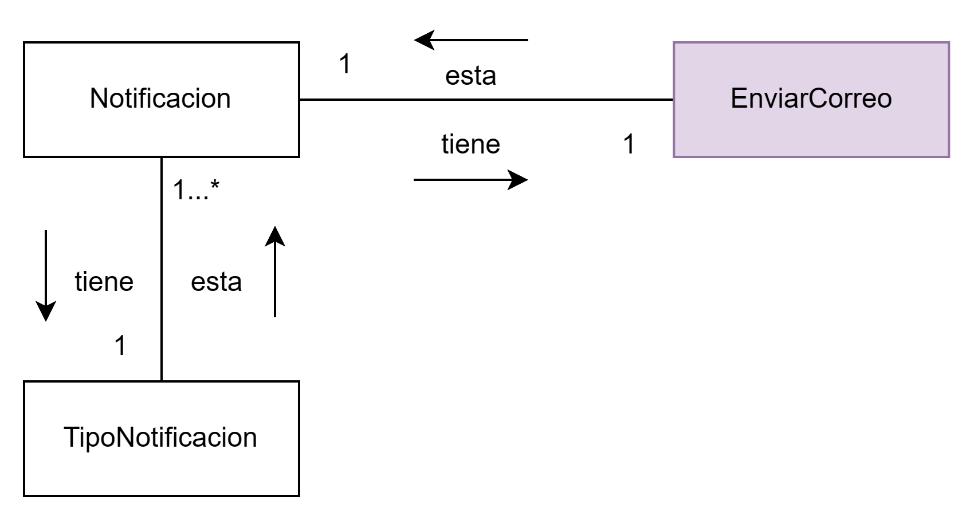 Notificacion
1
esta
EnviarCorreo
tiene
1
1...*
tiene
esta
1
TipoNotificacion